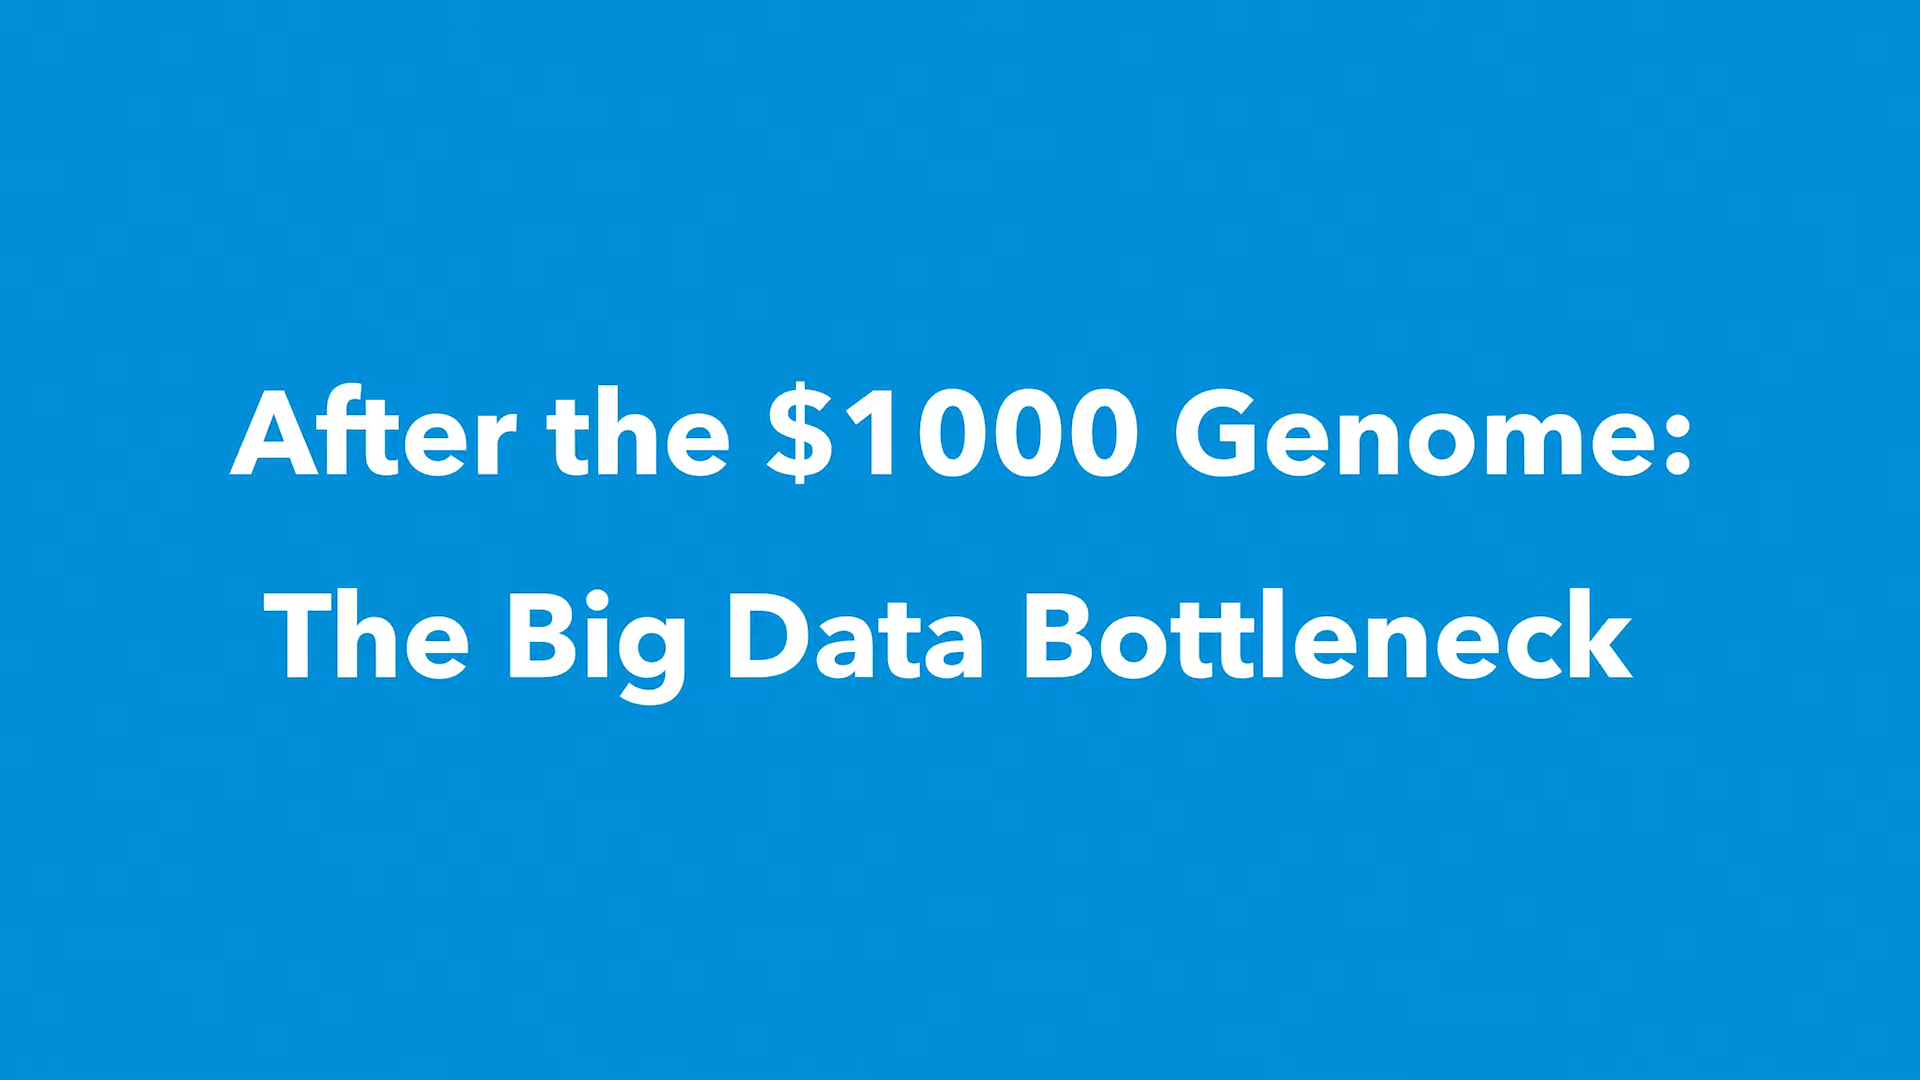 After the $1000 Genome:
The Big Data Bottleneck